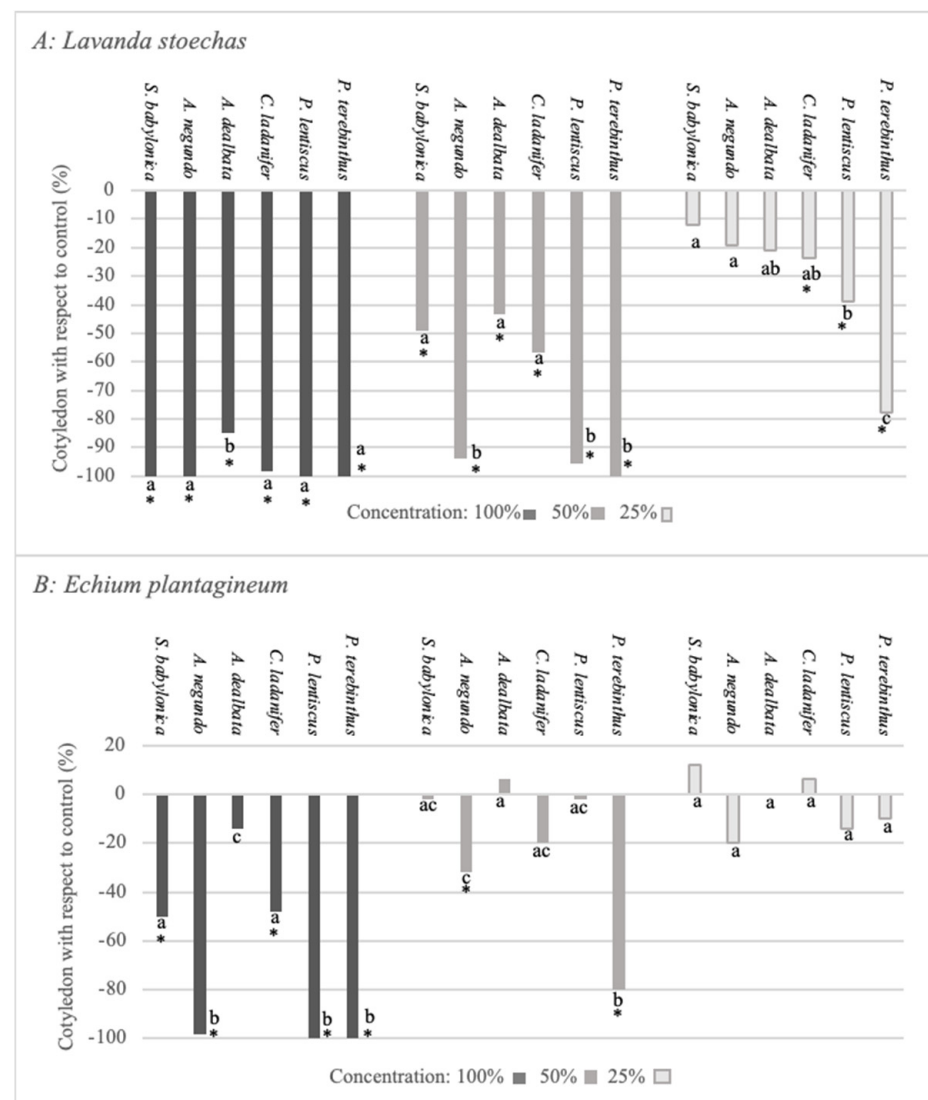 A: Lavanda stoechas
S. babylonica
A. negundo
A. dealbata
C. ladanifer
P. lentiscus
P. terebinthus
S. babylonica
A. negundo
A. dealbata
C. ladanifer
P. lentiscus
P. terebinthus
S. babylonica
A. negundo
A. dealbata
C. ladanifer
P. lentiscus
P. terebinthus
Cotyledon with respect to control (%)
0
-10
-20
-30
-40
-50
-60
-70
-80
-90
-100
a
*
a
*
b
*
a
*
a
*
a
*
a
*
b
*
a
*
a
*
b
*
b
*
a
a
ab
ab
*
b
*
c
*
Concentration: 100% 50% 25%
B: Echium plantagineum
S. babylonica
A. negundo
A. dealbata
C. ladanifer
P. lentiscus
P. terebinthus
S. babylonica
A. negundo
A. dealbata
C. ladanifer
P. lentiscus
P. terebinthus
S. babylonica
A. negundo
A. dealbata
C. ladanifer
P. lentiscus
P. terebinthus
Cotyledon with respect to control (%)
20
0
-20
-40
-60
-80
-100
a
*
b
*
c
a
*
b
*
b
*
ac
c
*
a
ac
ac
b
*
a
a
a
a
a
a
Concentration: 100% 50% 25%